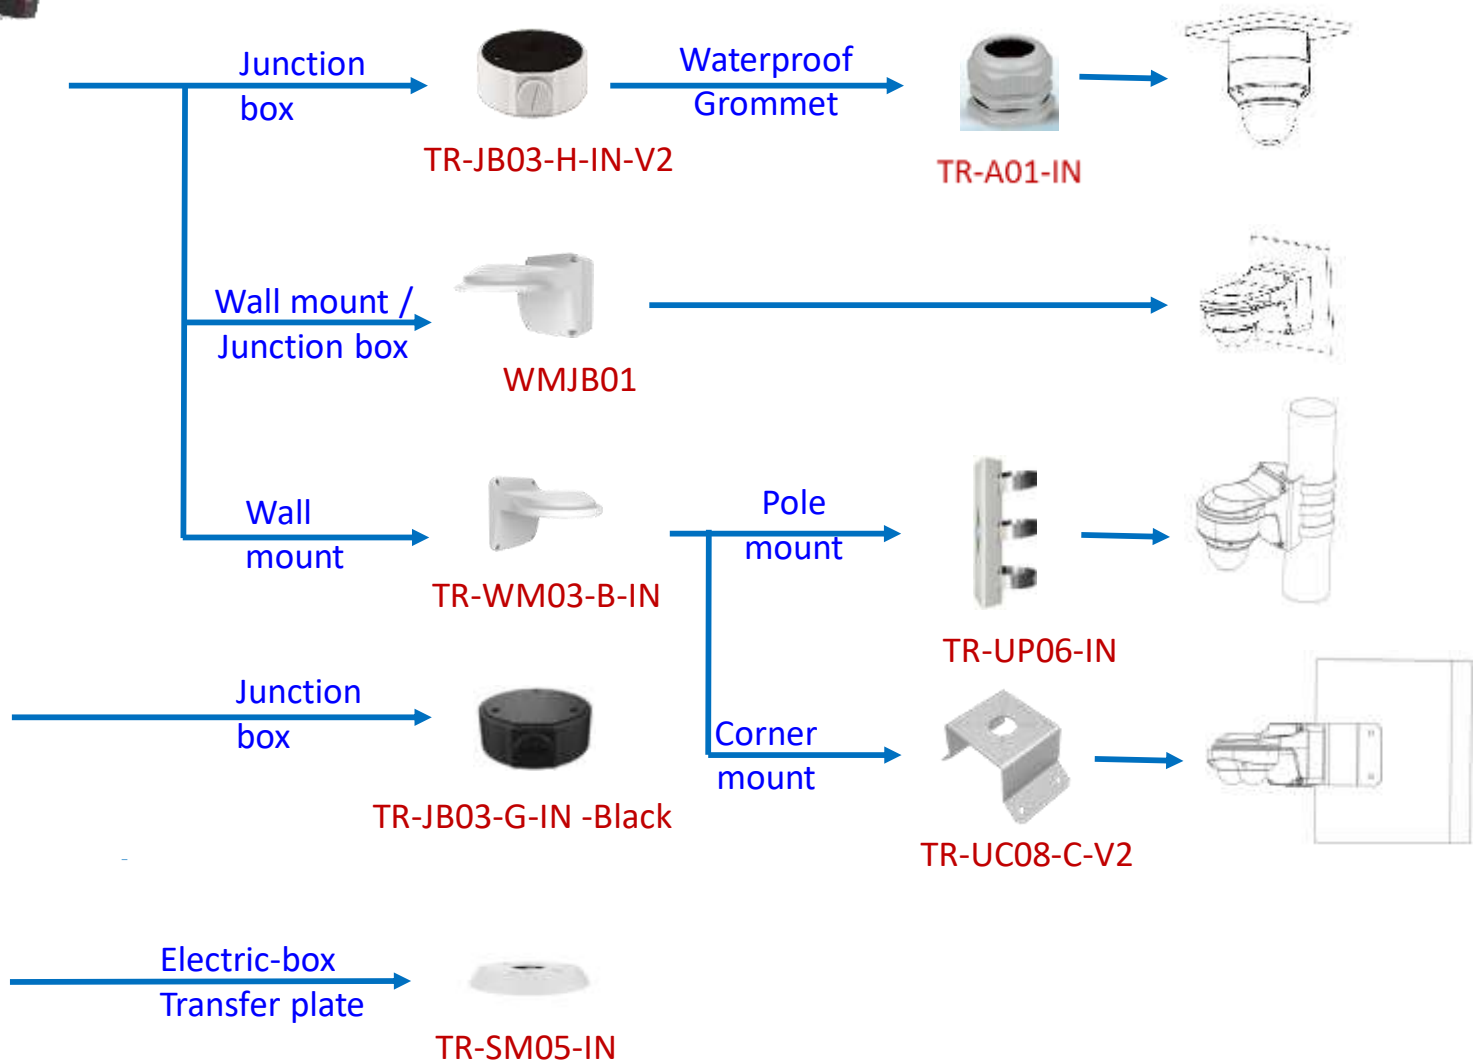 Junction
box
TR-JB03-H-IN-V2
Waterproof
Grommet
TR-A01-IN
Wall mount /
Junction box
WMJB01
Wall
mount
TR-WM03-B-IN
Pole
mount
TR-UP06-IN
Junction
box
TR-JB03-G-IN -Black
Corner
mount
TR-UC08-C-V2
Electric-box
Transfer plate
TR-SM05-IN